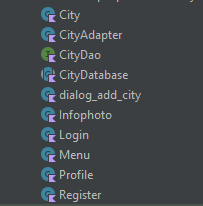 City
CityAdapter
CityDao
CityDatabase
dialog_add_city
Infophoto
Login
Menu
Profile
Register